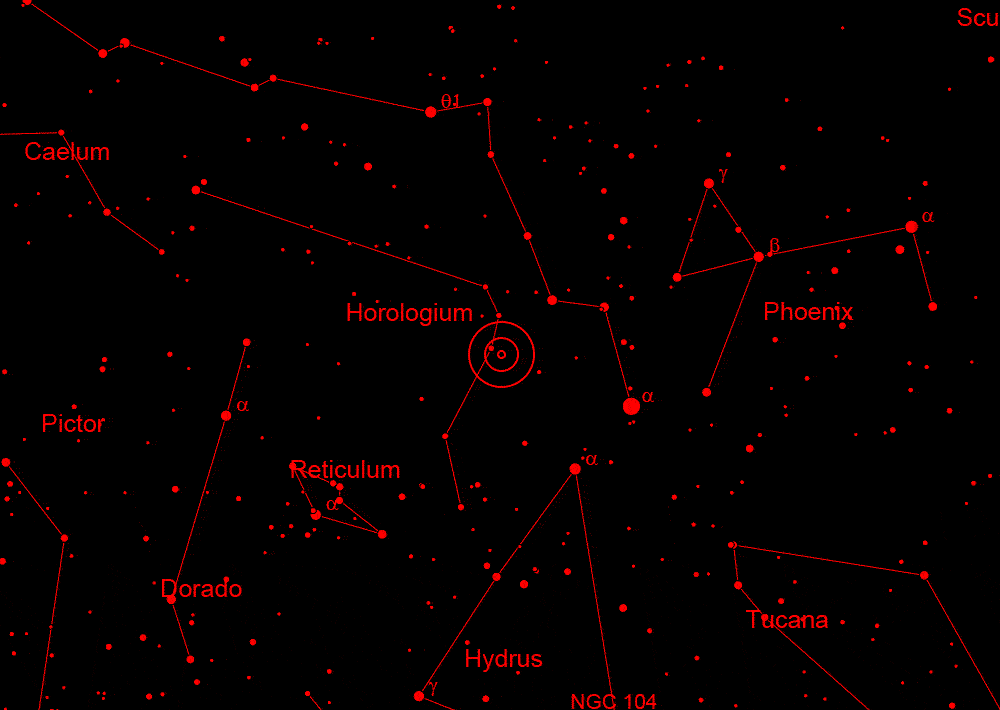 Scu
θ1
Caelum
γ
α
β
Horologium
Phoenix
α
α
Pictor
α
Reticulum
α
Dorado
Tucana
Hydrus
γ
NGC 104